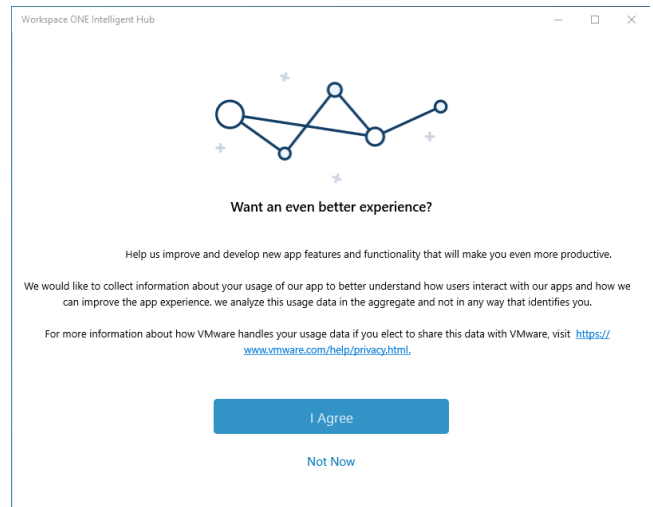 Workspace ONE Intelligent Hub
Want an even better experience?
Help us improve and develop new app features and functionality that will make you even more productive.
We would like to collect information about your usage of our app to better understand how users interact with our apps and how we
can improve the app experience. we analyze this usage data in the aggregate and not in any way that identifies you.
For more information about how VMware handles your usage data if you elect to share this data with VMware, visit https://
www.vmware.com/help/privacy.html.
I Agree
Not Now